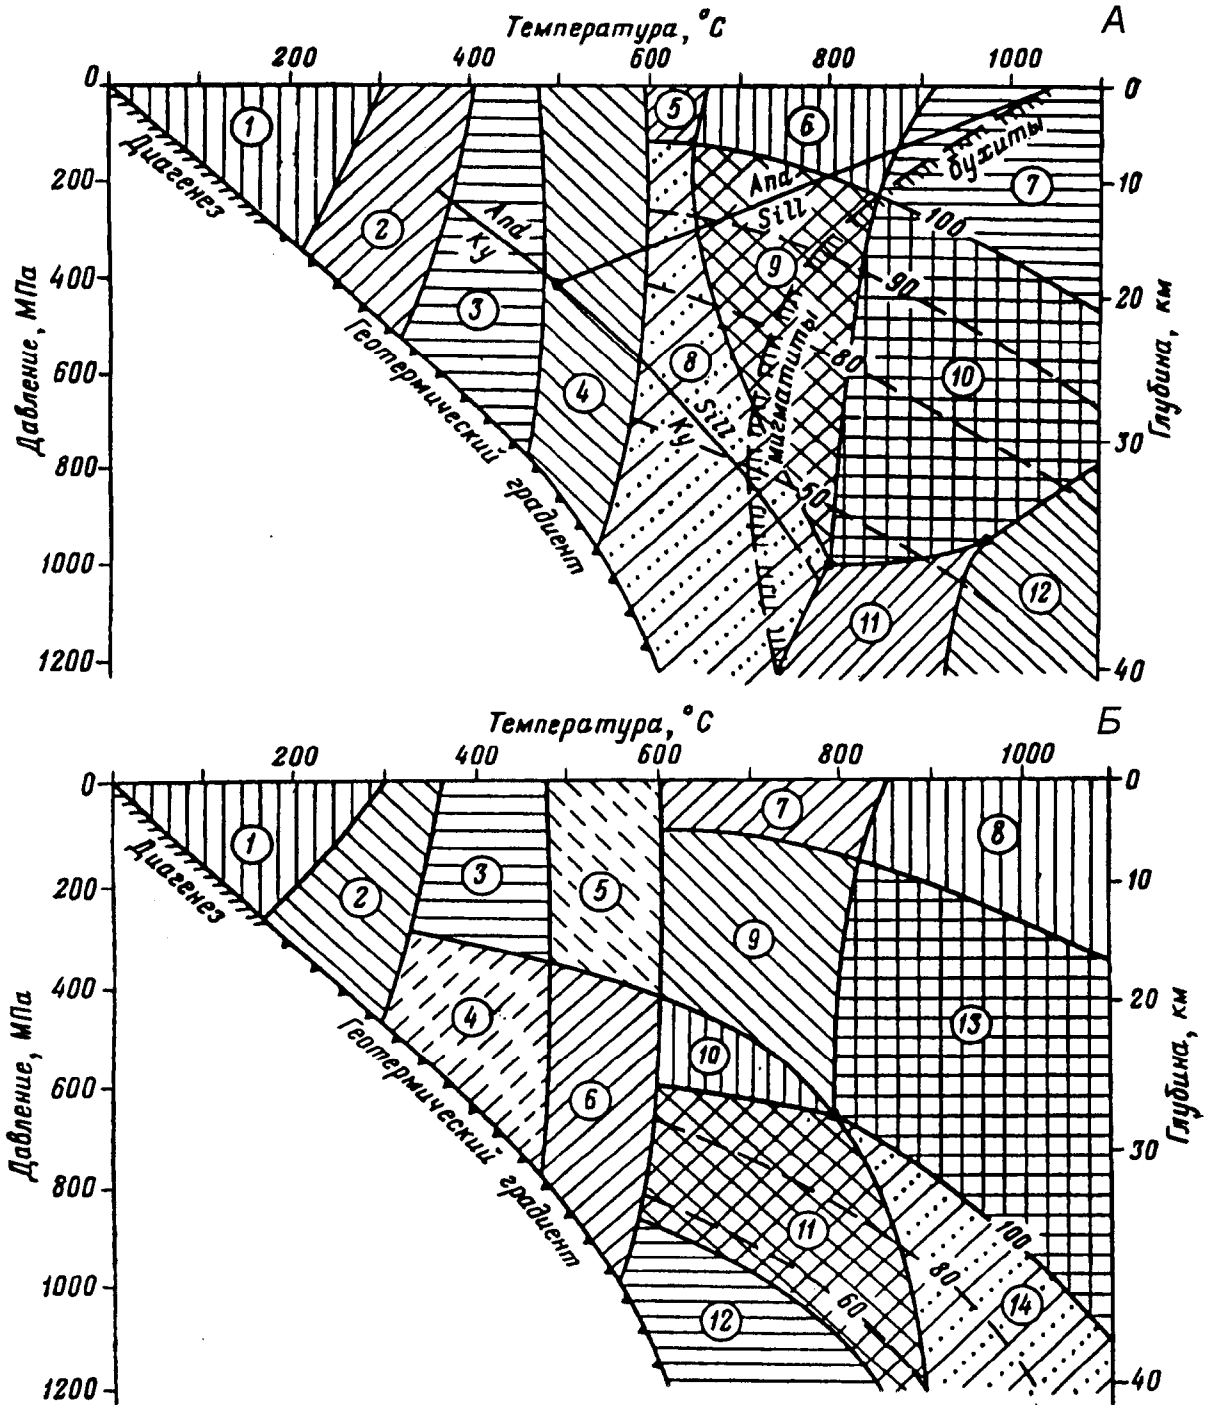 Температура, °C
А
200 400 600 800 1000
0
200
400
600
800
1000
1200
Давление, МПа
0
10
20
30
40
Глубина, км
Диагенез
Геотермический градиент
1
2
3
4
5
6
7
8
9
10
11
12
And
Ky
And
Sill
Sill
Ky
мигматиты
бухиты
100
90
80
60
Температура, °C
Б
200 400 600 800 1000
0
200
400
600
800
1000
1200
Давление, МПа
0
10
20
30
40
Глубина, км
Диагенез
Геотермический градиент
1
2
3
4
5
6
7
8
9
10
11
12
13
14
100
80
60